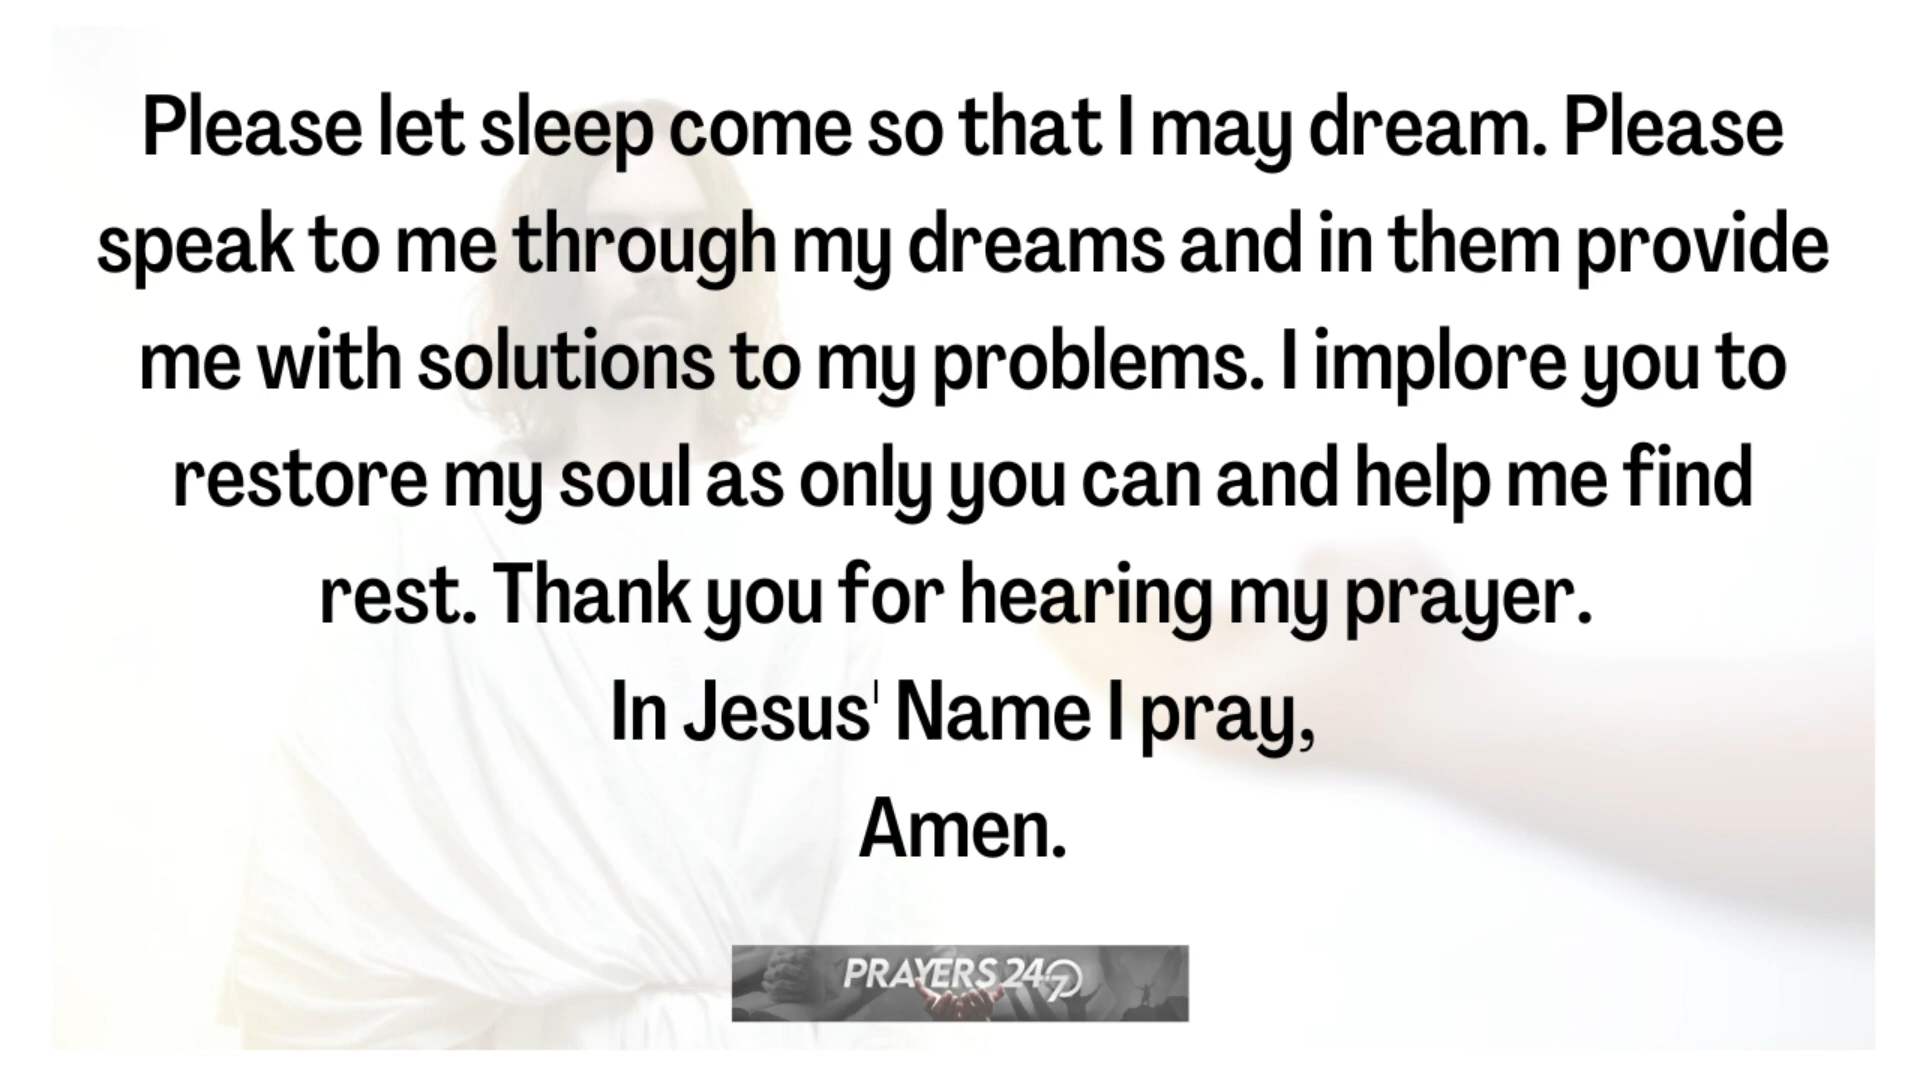 Please let sleep come so that I may dream. Please
speak to me through my dreams and in them provide
me with solutions to my problems. I implore you to
restore my soul as only you can and help me find
rest. Thank you for hearing my prayer.
In Jesus' Name I pray,
Amen.
PRAYERS 24-7